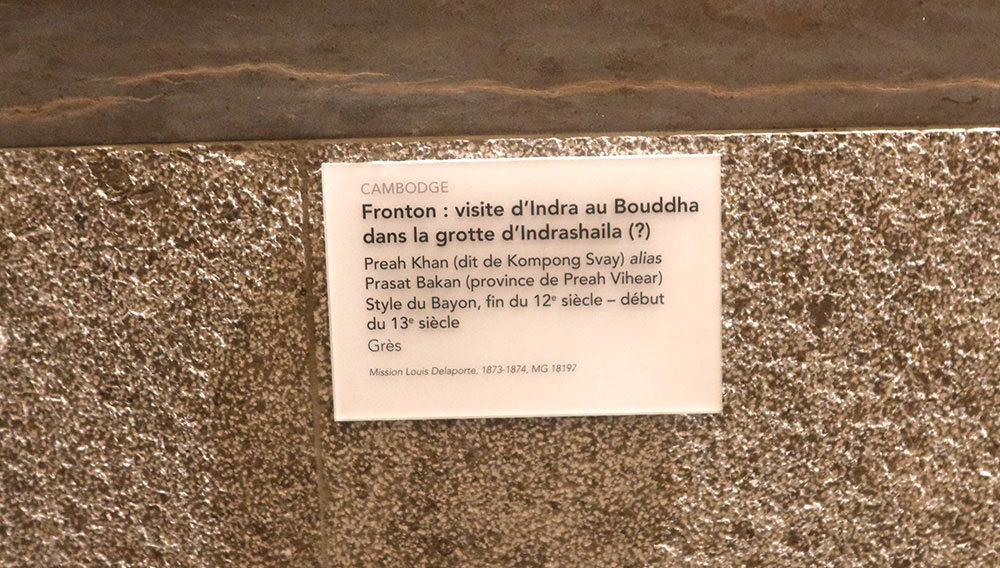 CAMBODGE
Fronton : visite d’Indra au Bouddha
dans la grotte d’Indrashaila (?)
Preah Khan (dit de Kompong Svay) alias
Prasat Bakan (province de Preah Vihear)
Style du Bayon, fin du 12e siècle – début
du 13e siècle
Grès
Mission Louis Delaporte, 1873-1874, MG 18197